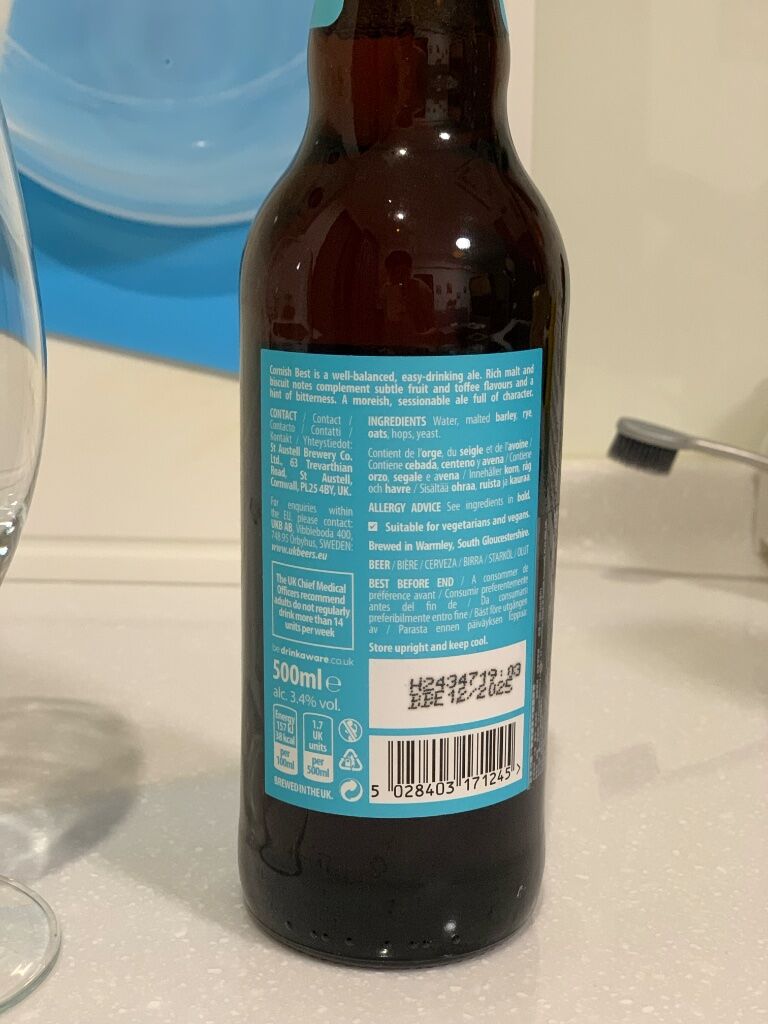 Cornish Best is a well-balanced, easy-drinking ale. Rich malt and
biscuit notes complement subtle fruit and toffee flavours and a
hint of bitterness. A moreish, sessionable ale full of character.
CONTACT / Contact /
Contacto / Contatti /
Kontakt / Yhteystiedot:
St Austell Brewery Co.
Ltd., 63 Trevarthian
Road, St Austell,
Cornwall, PL25 4BY, UK.
For enquiries within
the EU, please contact:
UKB AB, Vibbleboda 400,
748 95 Örbyhus, SWEDEN:
www.ukbeers.eu
The UK Chief Medical
Officers recommend
adults do not regularly
drink more than 14
units per week
be drinkaware.co.uk
500ml e
alc. 3.4% vol.
Energy
157 kJ
38 kcal
per
100ml
1.7
UK
units
per
500ml
BREWED IN THE UK.
INGREDIENTS Water, malted barley, rye,
oats, hops, yeast.
Contient de l'orge, du seigle et de l'avoine /
Contiene cebada, centeno y avena / Contiene
orzo, segale e avena / Innehåller korn, råg
och havre / Sisältää ohraa, ruista ja kauraa.
ALLERGY ADVICE See ingredients in bold.
Suitable for vegetarians and vegans.
Brewed in Warmley, South Gloucestershire.
BEER / BIÈRE / CERVEZA / BIRRA / STARKÖL / OLUT
BEST BEFORE END / A consommer de
préférence avant / Consumir preferentemente
antes del fin de / Da consumarsi
preferibilmente entro fine / Bäst före utgången
av / Parasta ennen päiväyksen loppua:
Store upright and keep cool.
H2434719:03
BBE 12/2025
5 028403 171245 >